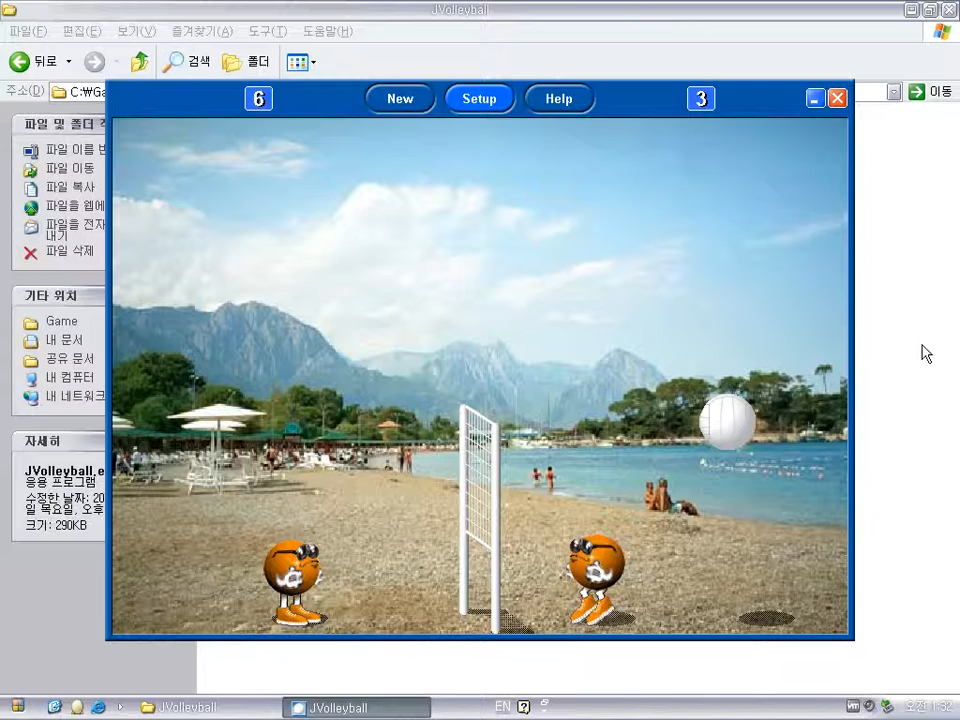 JVolleyball
파일(F) 편집(E) 보기(V) 즐겨찾기(A) 도구(T) 도움말(H)
뒤로 검색 폴더
주소(D) C:₩Ga 이동
6 New Setup Help 3
파일 및 폴더
파일 이름
파일 이동
파일 복사
파일을 웹에
파일을 전자
내기
파일 삭제
기타 위치
Game
내 문서
공유 문서
내 컴퓨터
내 네트워크
자세히
JVolleyball.e
응용 프로그램
수정한 날짜: 20
일 목요일, 오후
크기: 290KB
JVolleyball JVolleyball EN 오전 1:32